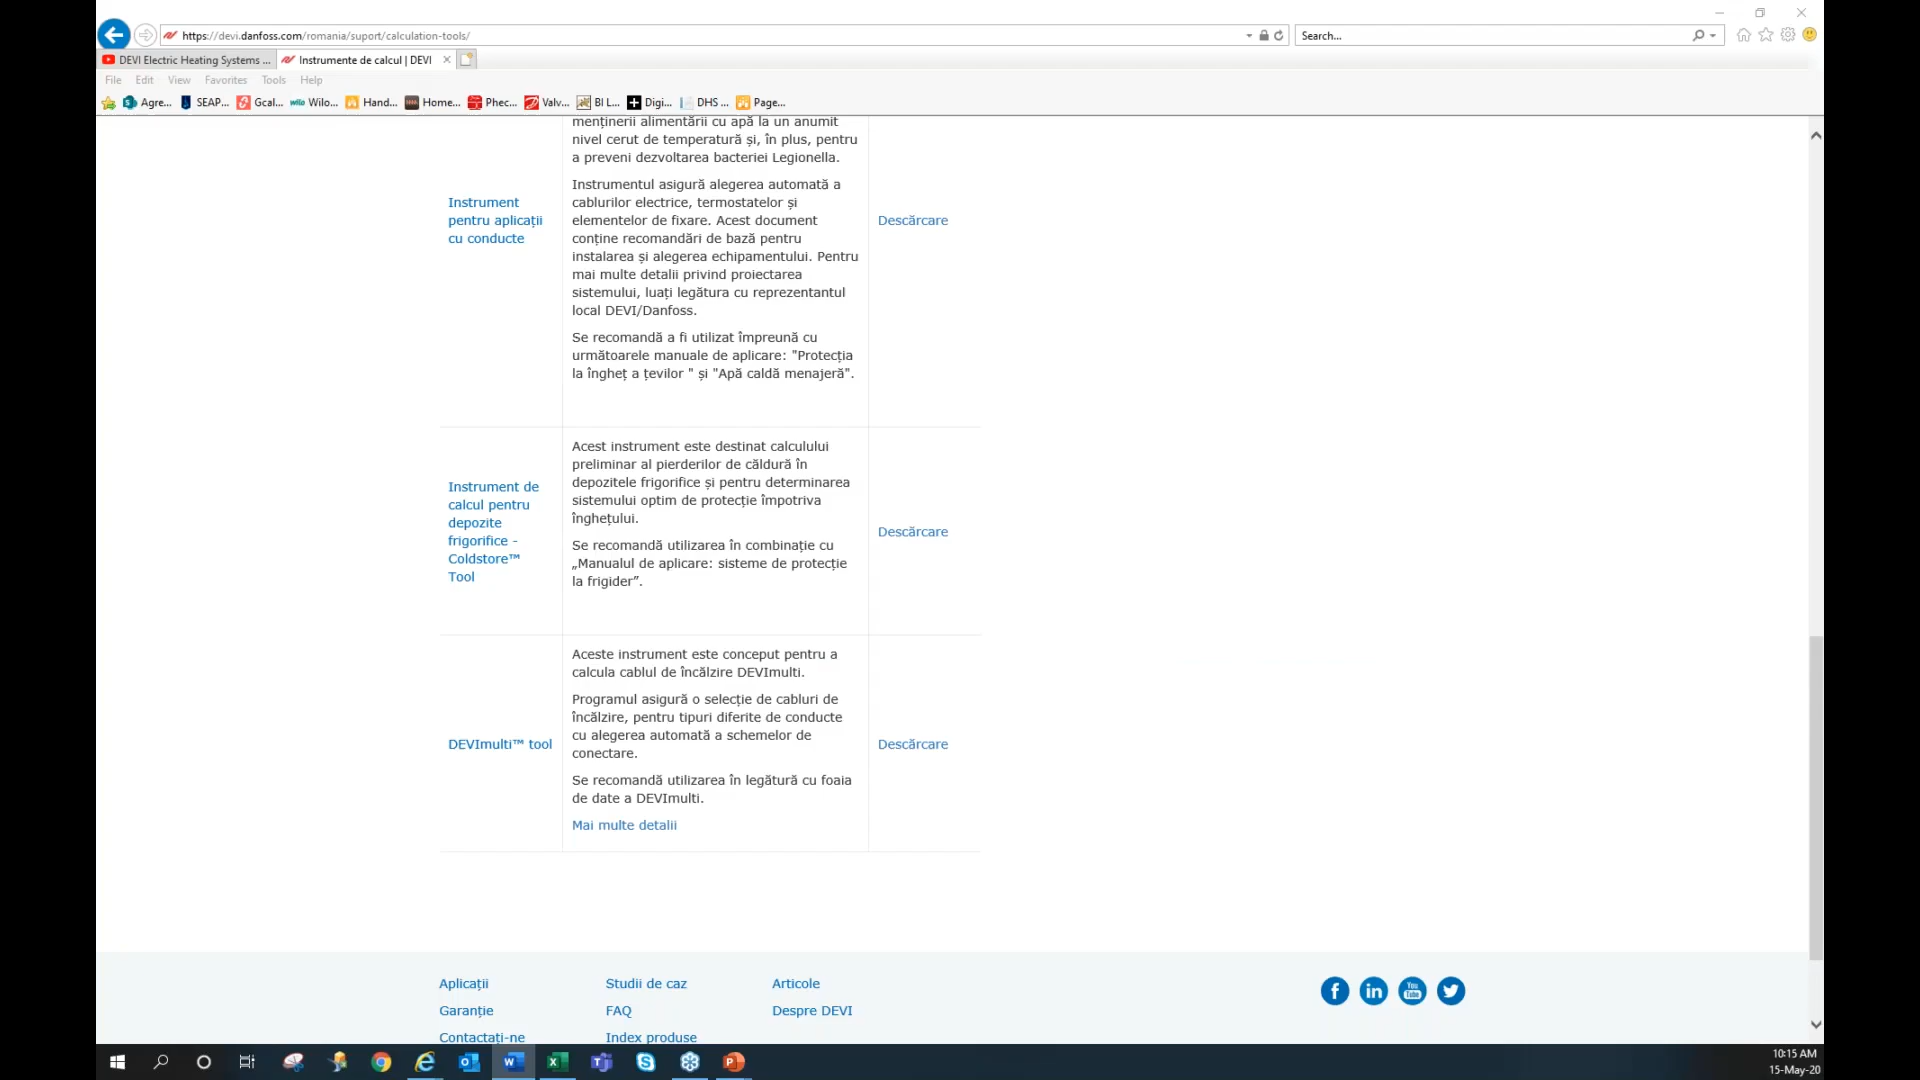 https://devi.danfoss.com/romania/suport/calculation-tools/
Search...
DEVI Electric Heating Systems ...
Instrumente de calcul | DEVI
File Edit View Favorites Tools Help
Agre... SEAP... Gcal... wilo Wilo... Hand... Home... Phec... Valv... BI L... Digi... DHS ... Page...
menținerii alimentării cu apă la un anumit
nivel cerut de temperatură și, în plus, pentru
a preveni dezvoltarea bacteriei Legionella.
Instrument
pentru aplicații
cu conducte
Instrumentul asigură alegerea automată a
cablurilor electrice, termostatelor și
elementelor de fixare. Acest document
conține recomandări de bază pentru
instalarea și alegerea echipamentului. Pentru
mai multe detalii privind proiectarea
sistemului, luați legătura cu reprezentantul
local DEVI/Danfoss.
Se recomandă a fi utilizat împreună cu
următoarele manuale de aplicare: "Protecția
la îngheț a țevilor " și "Apă caldă menajeră".
Descărcare
Instrument de
calcul pentru
depozite
frigorifice -
Coldstore™
Tool
Acest instrument este destinat calculului
preliminar al pierderilor de căldură în
depozitele frigorifice și pentru determinarea
sistemului optim de protecție împotriva
înghețului.
Se recomandă utilizarea în combinație cu
„Manualul de aplicare: sisteme de protecție
la frigider”.
Descărcare
DEVImulti™ tool
Aceste instrument este conceput pentru a
calcula cablul de încălzire DEVImulti.
Programul asigură o selecție de cabluri de
încălzire, pentru tipuri diferite de conducte
cu alegerea automată a schemelor de
conectare.
Se recomandă utilizarea în legătură cu foaia
de date a DEVImulti.
Mai multe detalii
Descărcare
Aplicații
Garanție
Contactați-ne
Studii de caz
FAQ
Index produse
Articole
Despre DEVI
You
Tube
10:15 AM
15-May-20